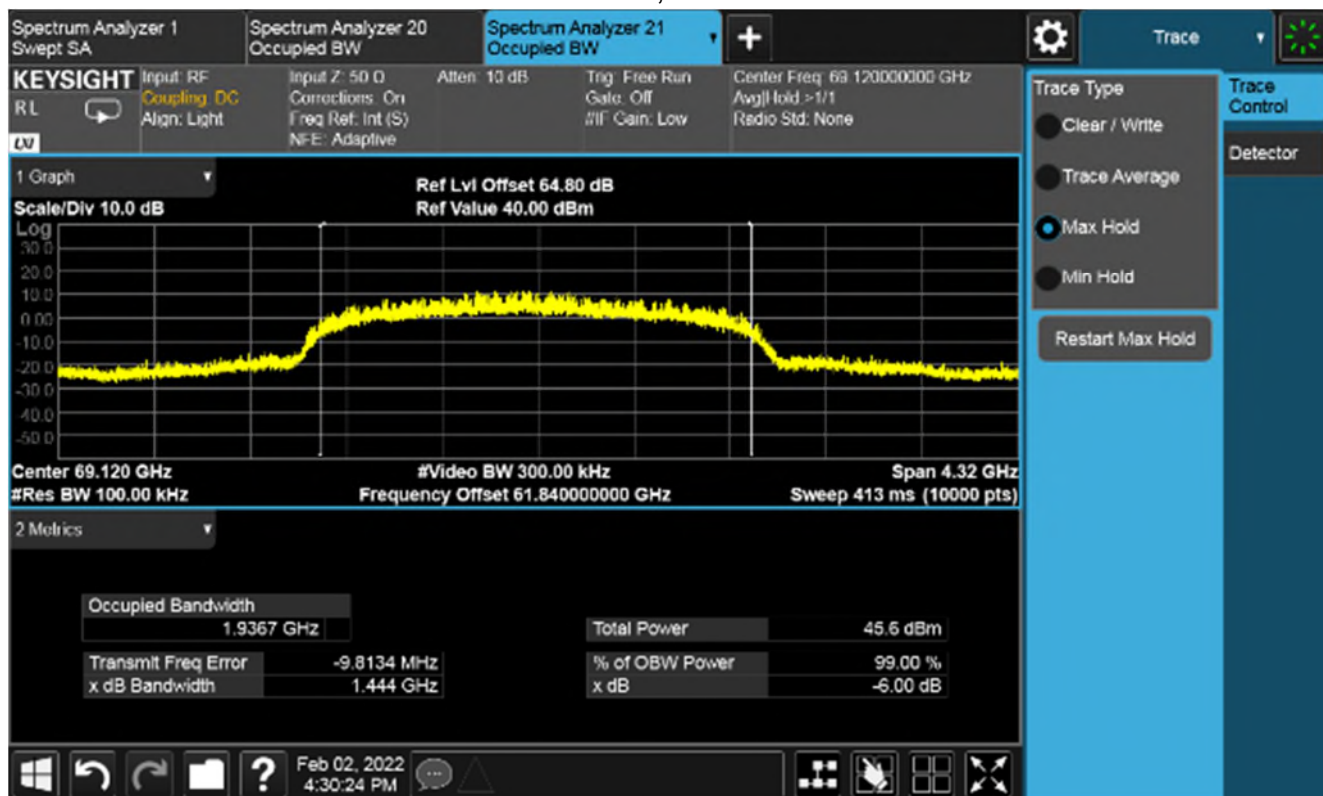 Spectrum Analyzer 1
Swept SA
Spectrum Analyzer 20
Occupied BW
Spectrum Analyzer 21
Occupied BW
Trace
KEYSIGHT
RL
LXI
Input: RF
Coupling: DC
Align: Light
Input Z: 50 Ω
Corrections: On
Freq Ref: Int (S)
NFE: Adaptive
Atten: 10 dB
Trig: Free Run
Gate: Off
#IF Gain: Low
Center Freq: 69.120000000 GHz
Avg|Hold:>1/1
Radio Std: None
Trace Type
Clear / Write
Trace Average
Max Hold
Min Hold
Restart Max Hold
Trace
Control
Detector
1 Graph
Scale/Div 10.0 dB
Ref Lvl Offset 64.80 dB
Ref Value 40.00 dBm
Log
30.0
20.0
10.0
0.00
-10.0
-20.0
-30.0
-40.0
-50.0
Center 69.120 GHz
#Video BW 300.00 kHz
Span 4.32 GHz
#Res BW 100.00 kHz
Frequency Offset 61.840000000 GHz
Sweep 413 ms (10000 pts)
2 Metrics
Occupied Bandwidth
1.9367 GHz
Total Power 45.6 dBm
Transmit Freq Error -9.8134 MHz
% of OBW Power 99.00 %
x dB Bandwidth 1.444 GHz
x dB -6.00 dB
?
Feb 02, 2022
4:30:24 PM